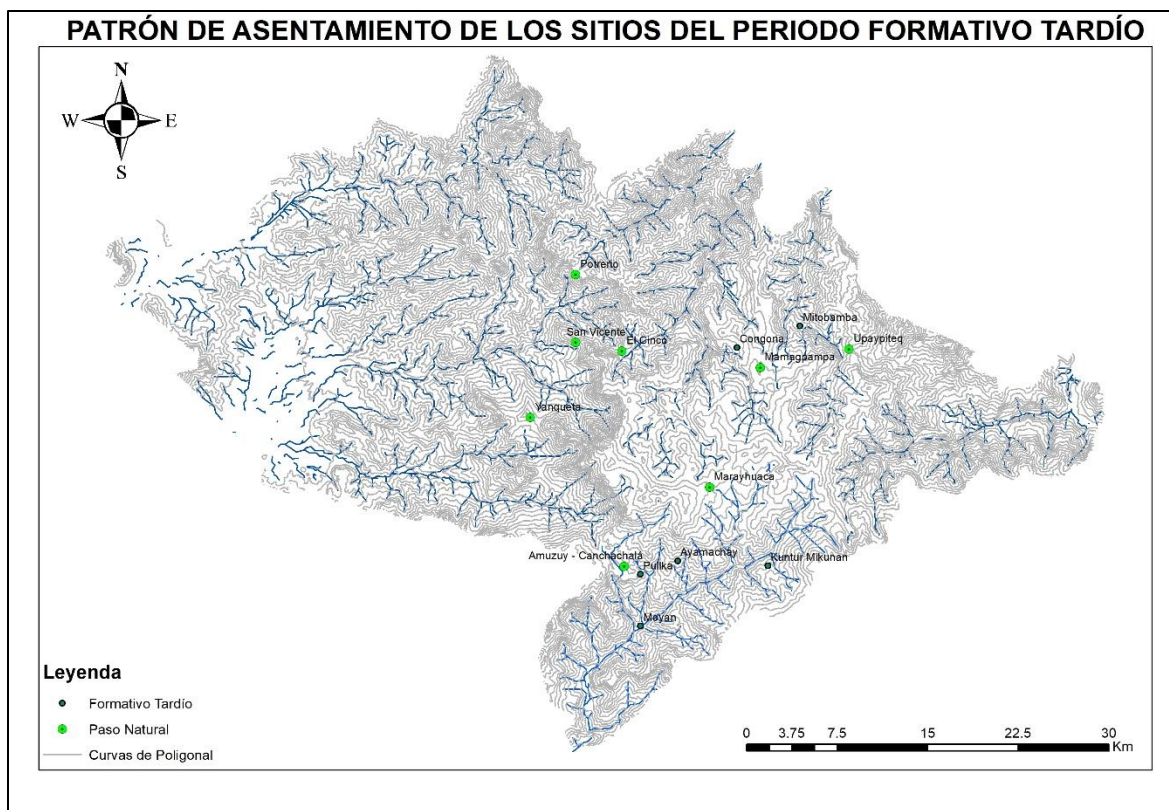 PATRÓN DE ASENTAMIENTO DE LOS SITIOS DEL PERIODO FORMATIVO TARDÍO
N
W
E
S
Potrero
Mitobamba
San Vicente
El Cinco
Congona
Upaypiteq
Mamagpampa
Yanqueta
Marayhuaca
Amuzuy - Canchachalá
Ayamachay
Pullka
Kuntur Mikunan
Moyan
Leyenda
Formativo Tardío
Paso Natural
Curvas de Poligonal
0 3.75 7.5 15 22.5 30
Km